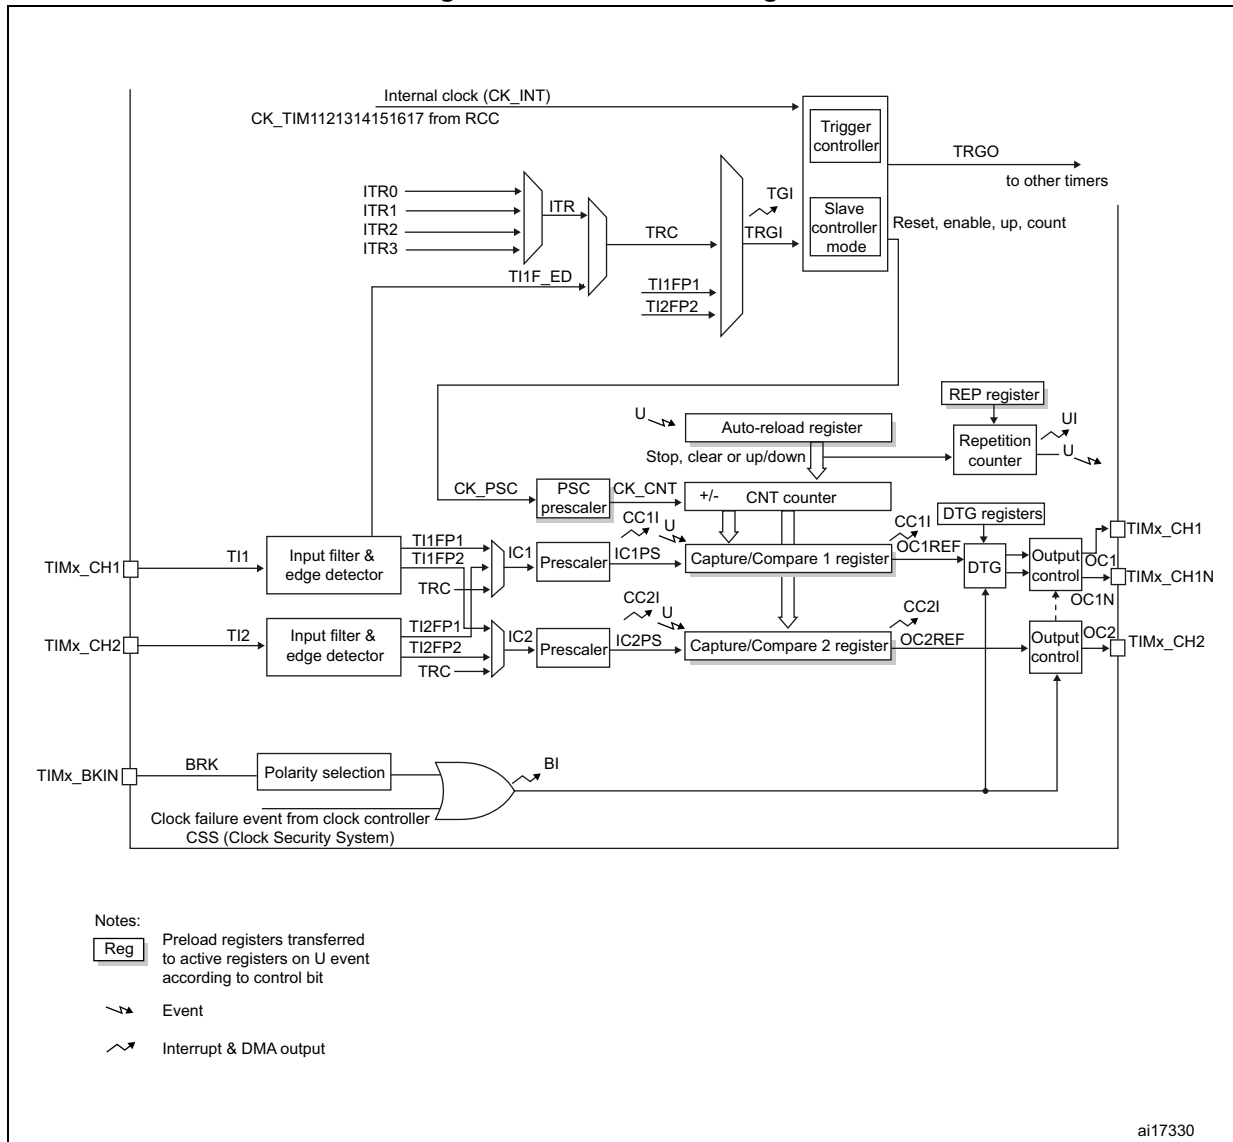 Internal clock (CK_INT)
CK_TIM1121314151617 from RCC
Trigger
controller
TRGO
to other timers
ITR0
ITR1
ITR2
ITR3
ITR
TRC
TGI
TRGI
Slave
controller
mode
Reset, enable, up, count
TI1F_ED
TI1FP1
TI2FP2
REP register
U
Auto-reload register
UI
Repetition
counter
U
Stop, clear or up/down
CK_PSC
PSC
prescaler
CK_CNT
+/-
CNT counter
DTG registers
CC1I
U
CC1I
TIMx_CH1
TI1
Input filter &
edge detector
TI1FP1
TI1FP2
TRC
IC1
Prescaler
IC1PS
Capture/Compare 1 register
OC1REF
DTG
Output
control
OC1
TIMx_CH1
TIMx_CH1N
OC1N
CC2I
U
CC2I
TIMx_CH2
TI2
Input filter &
edge detector
TI2FP1
TI2FP2
TRC
IC2
Prescaler
IC2PS
Capture/Compare 2 register
OC2REF
Output
control
OC2
TIMx_CH2
TIMx_BKIN
BRK
Polarity selection
BI
Clock failure event from clock controller
CSS (Clock Security System)
Notes:
Reg
Preload registers transferred
to active registers on U event
according to control bit
Event
Interrupt & DMA output
ai17330